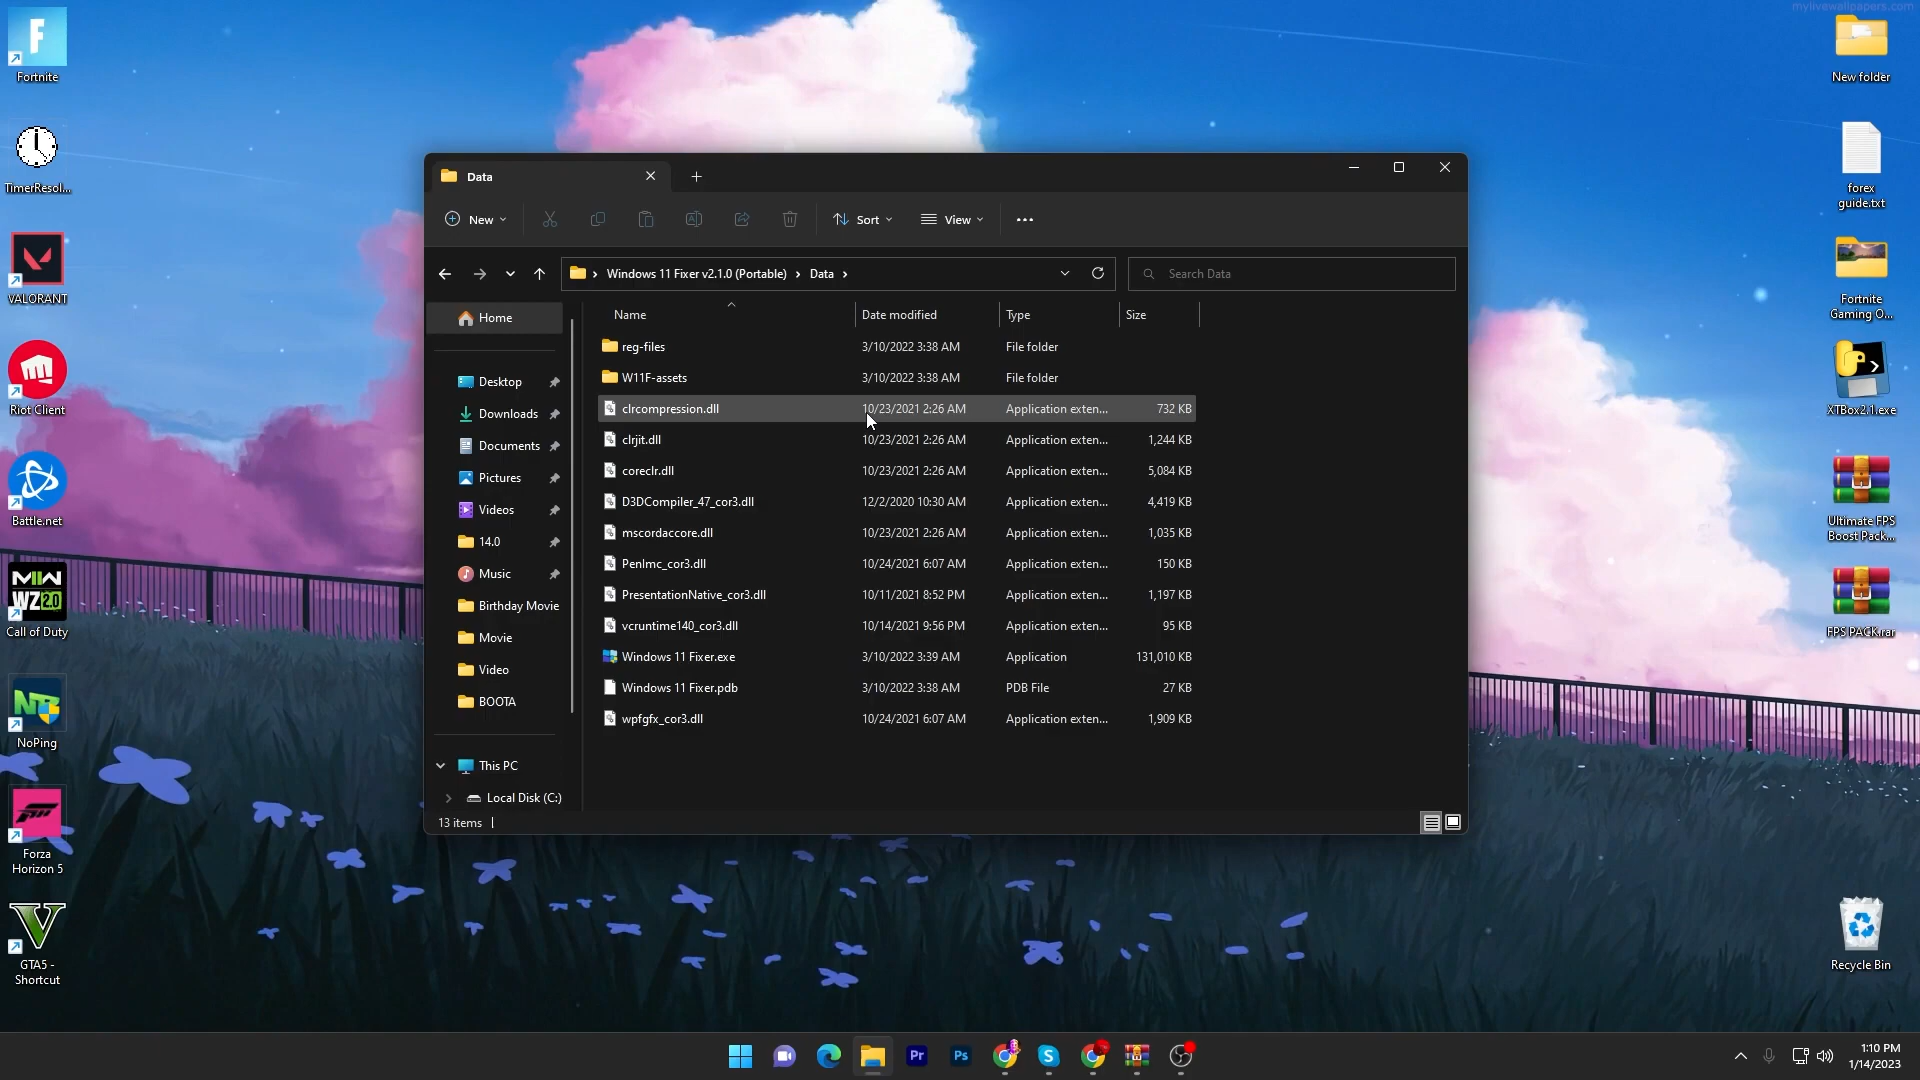 mylivewallpapers.com
Fortnite
TimerResol...
VALORANT
Riot Client
Battle.net
MW
WZ 2.0
Call of Duty
NoPing
Forza
Horizon 5
GTA5 -
Shortcut
Data
New
Sort
View
Windows 11 Fixer v2.1.0 (Portable)
Data
Search Data
Home
Desktop
Downloads
Documents
Pictures
Videos
14.0
Music
Birthday Movie
Movie
Video
BOOTA
This PC
Local Disk (C:)
Name Date modified Type Size
reg-files 3/10/2022 3:38 AM File folder
W11F-assets 3/10/2022 3:38 AM File folder
clrcompression.dll 10/23/2021 2:26 AM Application exten... 732 KB
clrjit.dll 10/23/2021 2:26 AM Application exten... 1,244 KB
coreclr.dll 10/23/2021 2:26 AM Application exten... 5,084 KB
D3DCompiler_47_cor3.dll 12/2/2020 10:30 AM Application exten... 4,419 KB
mscordaccore.dll 10/23/2021 2:26 AM Application exten... 1,035 KB
PenImc_cor3.dll 10/24/2021 6:07 AM Application exten... 150 KB
PresentationNative_cor3.dll 10/11/2021 8:52 PM Application exten... 1,197 KB
vcruntime140_cor3.dll 10/14/2021 9:56 PM Application exten... 95 KB
Windows 11 Fixer.exe 3/10/2022 3:39 AM Application 131,010 KB
Windows 11 Fixer.pdb 3/10/2022 3:38 AM PDB File 27 KB
wpfgfx_cor3.dll 10/24/2021 6:07 AM Application exten... 1,909 KB
13 items
New folder
forex
guide.txt
Fortnite
Gaming O...
XTBox2.1.exe
Ultimate FPS
Boost Pack...
FPS PACK.rar
Recycle Bin
Pr
Ps
1:10 PM
1/14/2023